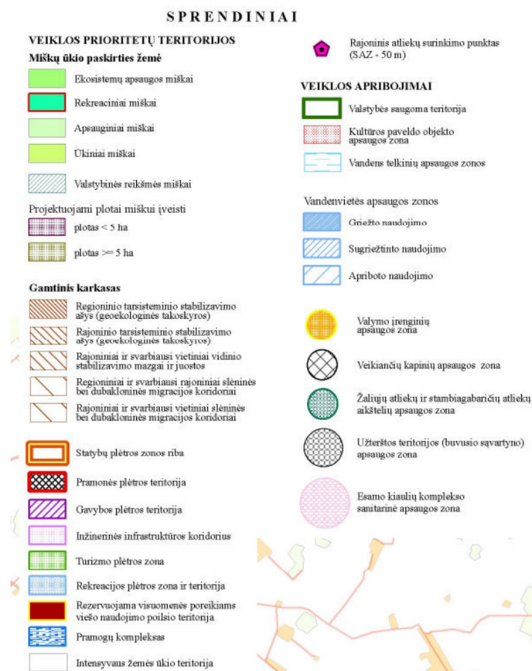 SPRENDINIAI
VEIKLOS PRIORITETŲ TERITORIJOS
Miškų ūkio paskirties žemė
Ekosistemų apsaugos miškai
Rekreaciniai miškai
Apsauginiai miškai
Ūkiniai miškai
Valstybinės reikšmės miškai
Projektuojami plotai miškui įveisti
plotas < 5 ha
plotas >= 5 ha
Gamtinis karkasas
Regioninio tarsisteminio stabilizavimo
ašys (geoekologinės takoskyros)
Rajoninio tarsisteminio stabilizavimo
ašys (geoekologinės takoskyros)
Rajoniniai ir svarbiausi vietiniai vidinio
stabilizavimo mazgai ir juostos
Regioniniai ir svarbiausi rajoniniai slėninės
bei dubakloninės migracijos koridoriai
Rajoniniai ir svarbiausi vietiniai slėninės
bei dubakloninės migracijos koridoriai
Statybų plėtros zonos riba
Pramonės plėtros teritorija
Gavybos plėtros teritorija
Inžinerinės infrastruktūros koridorius
Turizmo plėtros zona
Rekreacijos plėtros zona ir teritorija
Rezervuojama visuomenės poreikiams
viešo naudojimo poilsio teritorija
Pramogų kompleksas
Intensyvaus žemės ūkio teritorija
Rajoninis atliekų surinkimo punktas
(SAZ - 50 m)
VEIKLOS APRIBOJIMAI
Valstybės saugoma teritorija
Kultūros paveldo objekto
apsaugos zona
Vandens telkinių apsaugos zonos
Vandenvietės apsaugos zonos
Griežto naudojimo
Sugriežtinto naudojimo
Apriboto naudojimo
Valymo įrenginių
apsaugos zona
Veikiančių kapinių apsaugos zona
Žaliųjų atliekų ir stambiagabaričių atliekų
aikštelių apsaugos zona
Užterštos teritorijos (buvusio sąvartyno)
apsaugos zona
Esamo kiaulių komplekso
sanitarinė apsaugos zona